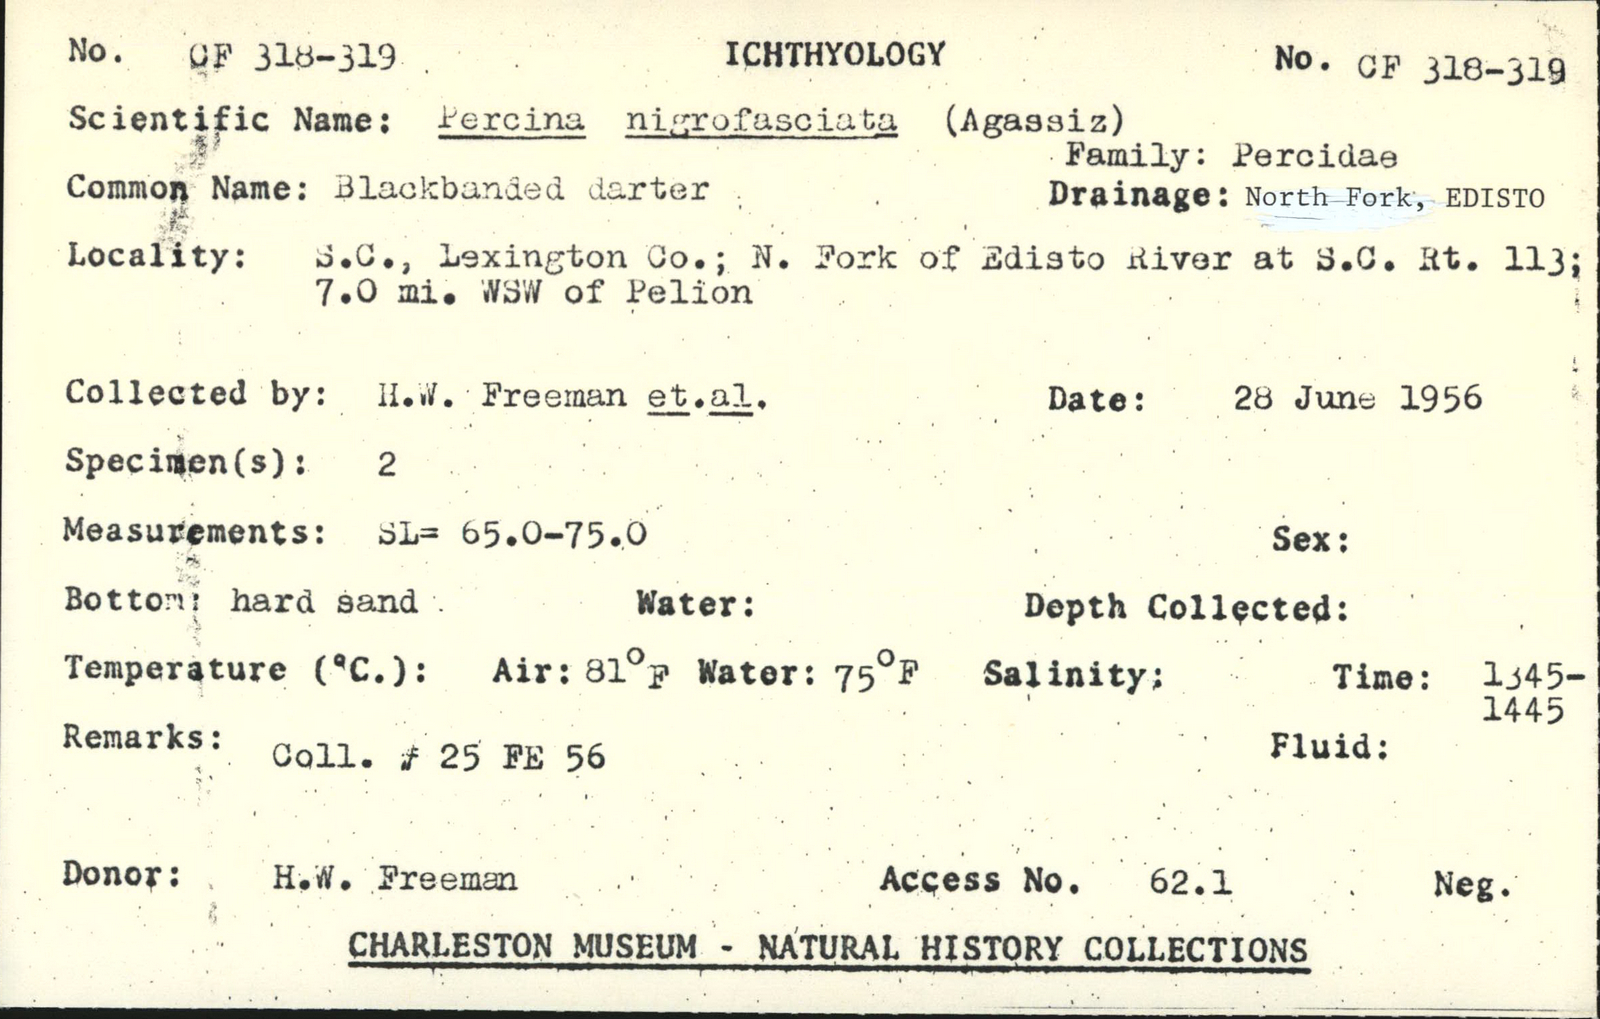 No. CF 318-319 ICHTHYOLOGY No. CF 318-319
Scientific Name: Percina nigrofasciata (Agassiz)
Family: Percidae
Common Name: Blackbanded darter Drainage: North Fork, EDISTO
Locality: S.C., Lexington Co.; N. Fork of Edisto River at S.C. Rt. 113;
7.0 mi. WSW of Pelion
Collected by: H.W. Freeman et.al. Date: 28 June 1956
Specimen(s): 2
Measurements: SL= 65.0-75.0 Sex:
Bottom: hard sand Water: Depth Collected:
Temperature (°C.): Air: 81°F Water: 75°F Salinity; Time: 1345-
1445
Remarks: Coll. # 25 FE 56 Fluid:
Donor: H.W. Freeman Access No. 62.1 Neg.
CHARLESTON MUSEUM - NATURAL HISTORY COLLECTIONS